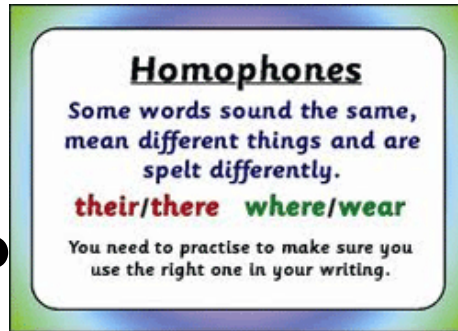 Homophones
Some words sound the same,
mean different things and are
spelt differently.
their/there where/wear
You need to practise to make sure you
use the right one in your writing.